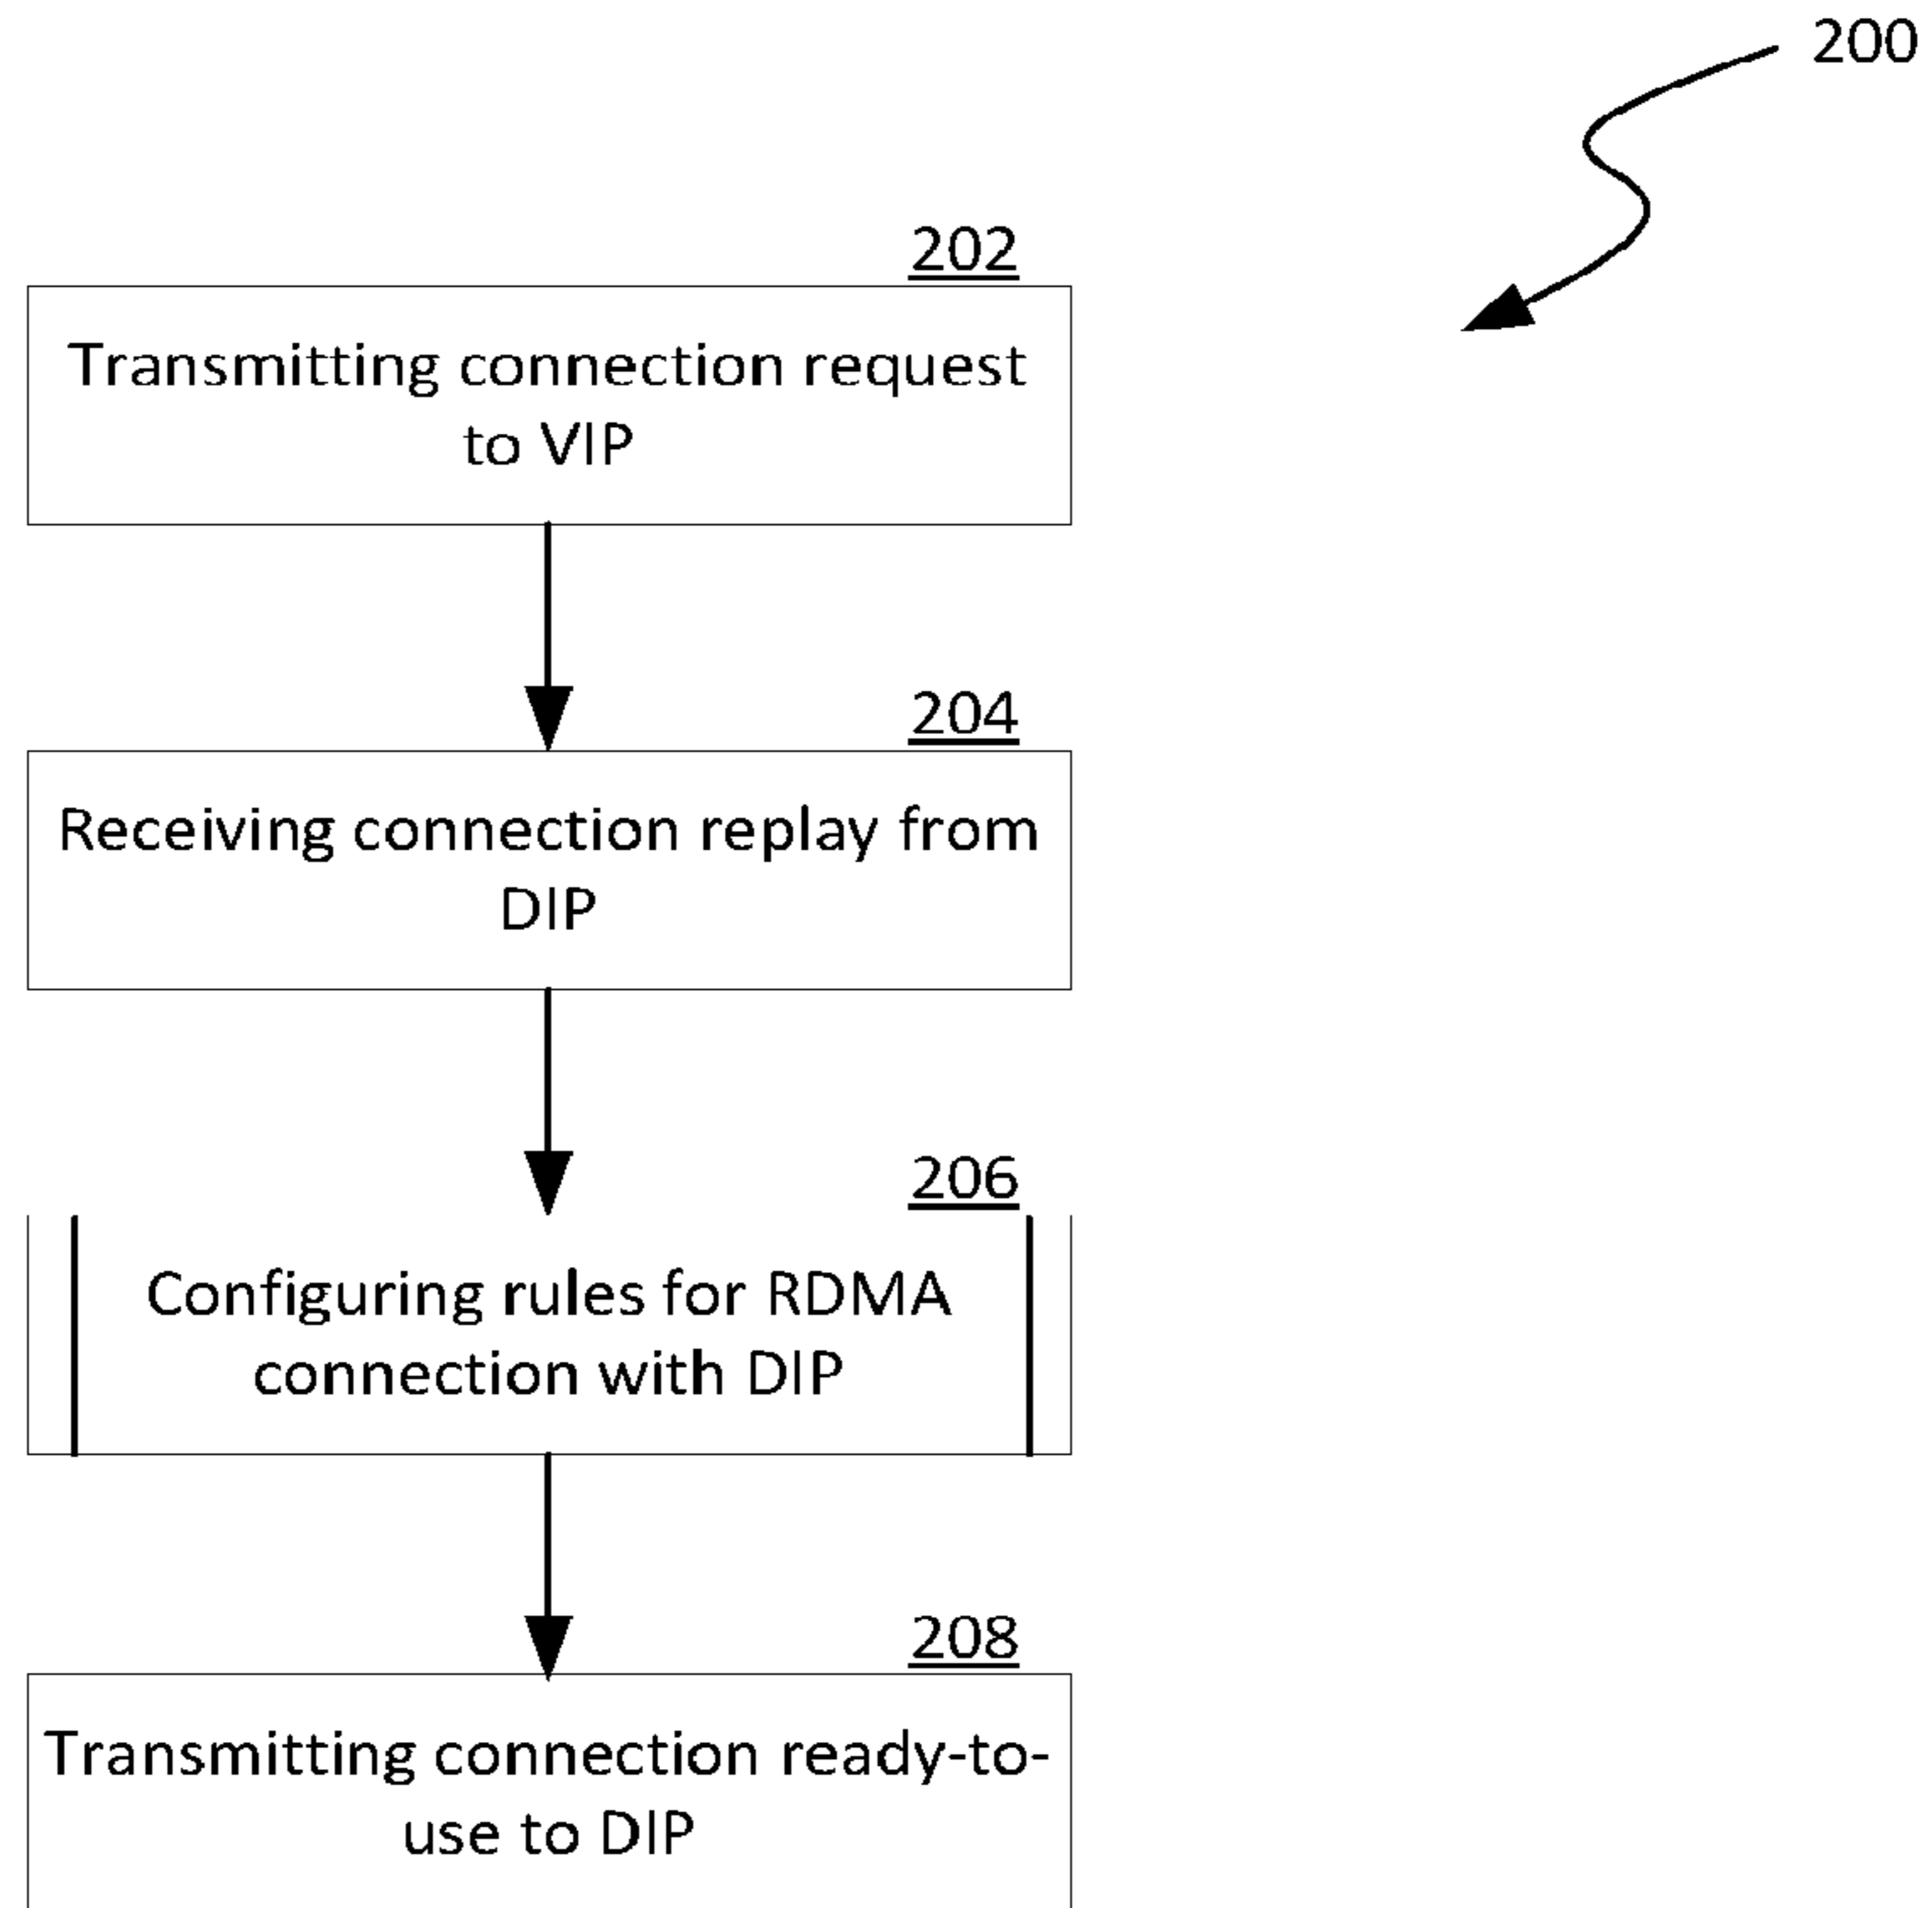 200
202
Transmitting connection request
to VIP
204
Receiving connection replay from
DIP
206
Configuring rules for RDMA
connection with DIP
208
Transmitting connection ready-to-
use to DIP